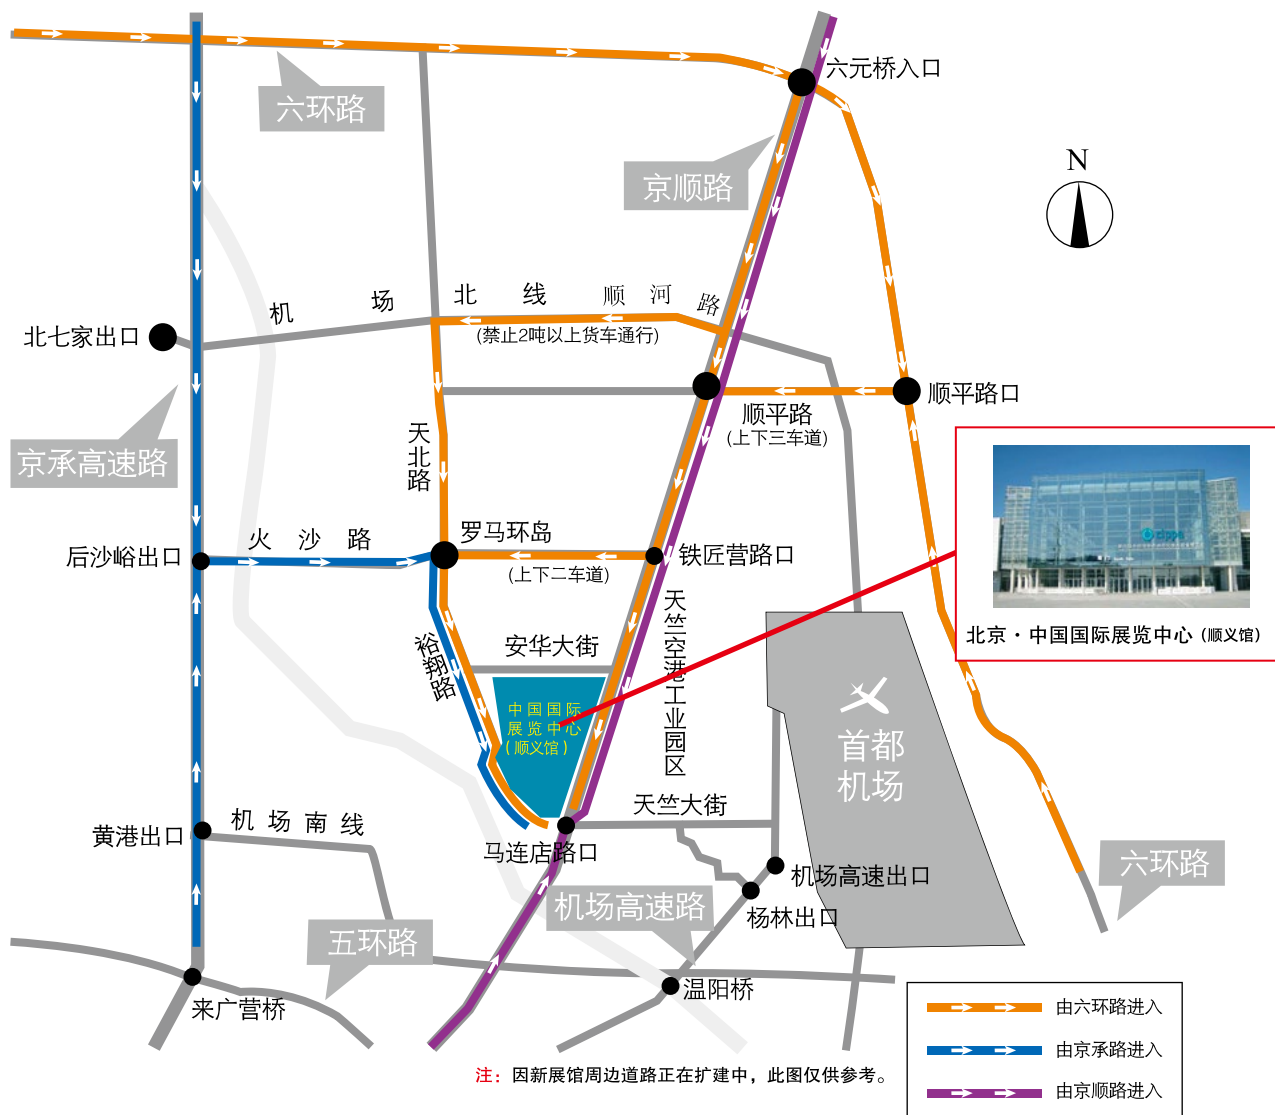 六元桥入口
六环路
N
京顺路
机场北线
顺河路
(禁止2吨以上货车通行)
北七家出口
顺平路口
顺平路
(上下三车道)
天北路
京承高速路
罗马环岛
火沙路
后沙峪出口
铁匠营路口
(上下二车道)
cippe
天竺空港工业园区
北京·中国国际展览中心(顺义馆)
安华大街
裕翔路
中国国际
展览中心
(顺义馆)
首都
机场
天竺大街
机场南线
黄港出口
马连店路口
六环路
机场高速出口
机场高速路
杨林出口
五环路
温阳桥
来广营桥
由六环路进入
由京承路进入
由京顺路进入
注：因新展馆周边道路正在扩建中，此图仅供参考。